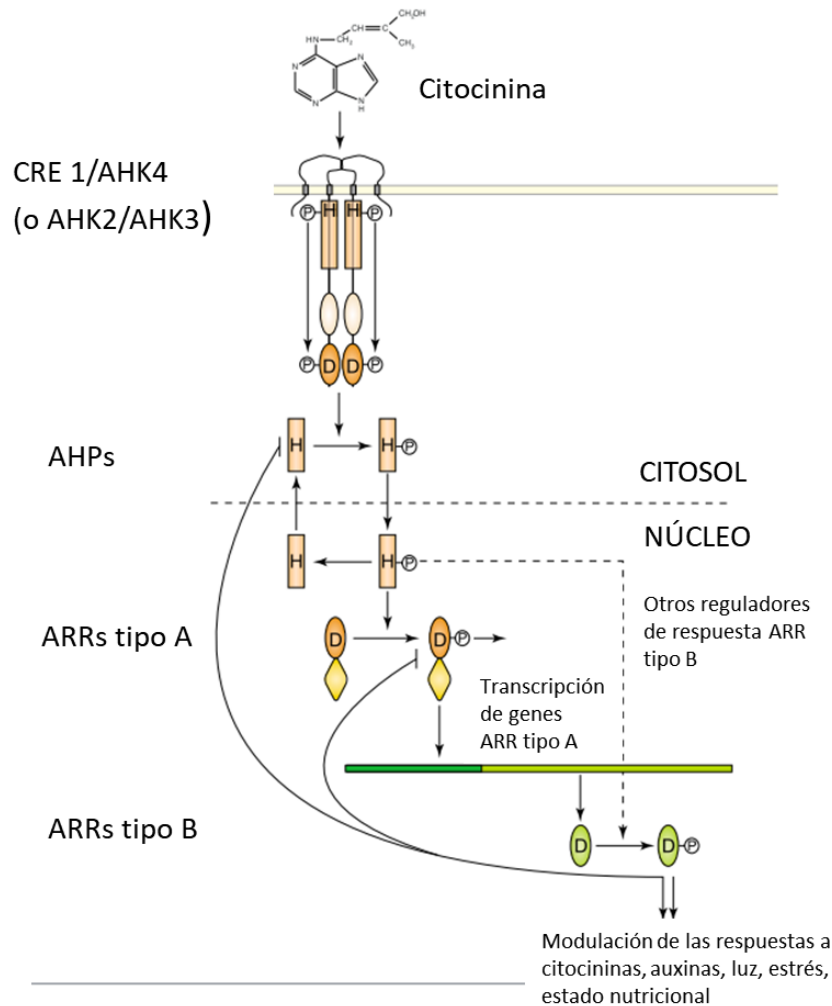 CH₂OH
HN
CH₂
CH
C
CH₃
N
N
N
N
H
Citocinina
CRE 1/AHK4
(o AHK2/AHK3)
P
H
H
P
P
D
D
P
AHPs
H
H
P
CITOSOL
NÚCLEO
H
H
P
Otros reguladores
de respuesta ARR
tipo B
ARRs tipo A
D
D
P
Transcripción
de genes
ARR tipo A
ARRs tipo B
D
D
P
Modulación de las respuestas a
citocininas, auxinas, luz, estrés,
estado nutricional